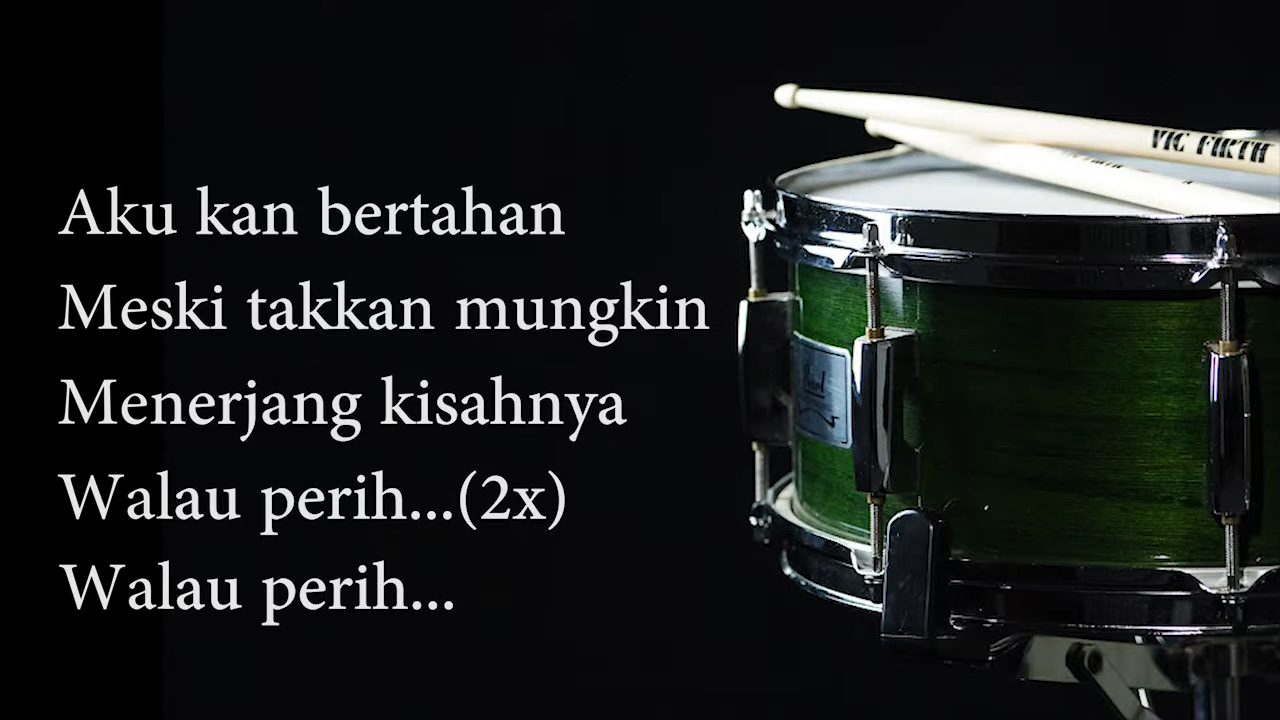 Aku kan bertahan
Meski takkan mungkin
Menerjang kisahnya
Walau perih...(2x)
Walau perih...
VIC FIRTH